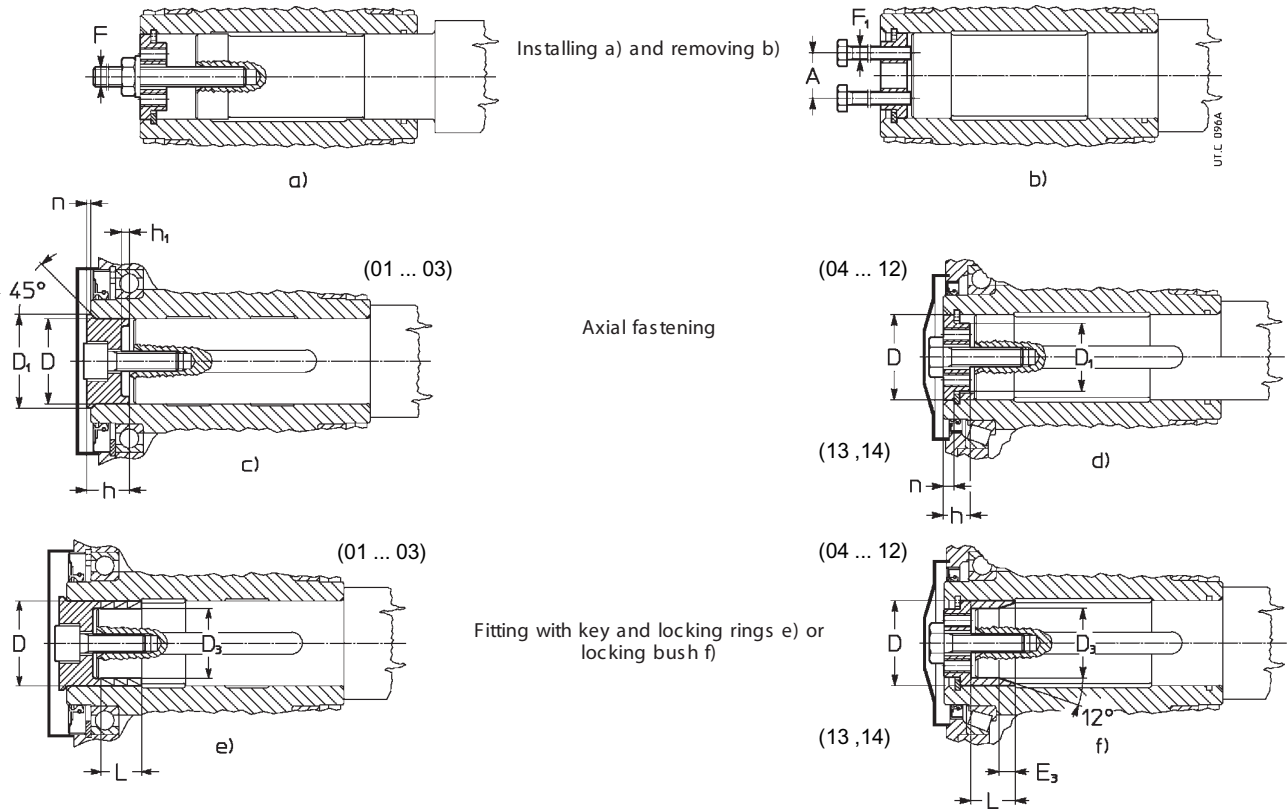 F
Installing a) and removing b)
F₁
A
UT.C 096A
a)
b)
n
h₁
(01 ... 03)
(04 ... 12)
45°
Axial fastening
D₁
D
D
D₁
(13 ,14)
c)
d)
h
n
h
(01 ... 03)
(04 ... 12)
D
D₃
Fitting with key and locking rings e) or
locking bush f)
D
D₃
12°
(13 ,14)
e)
f)
L
E₃
L